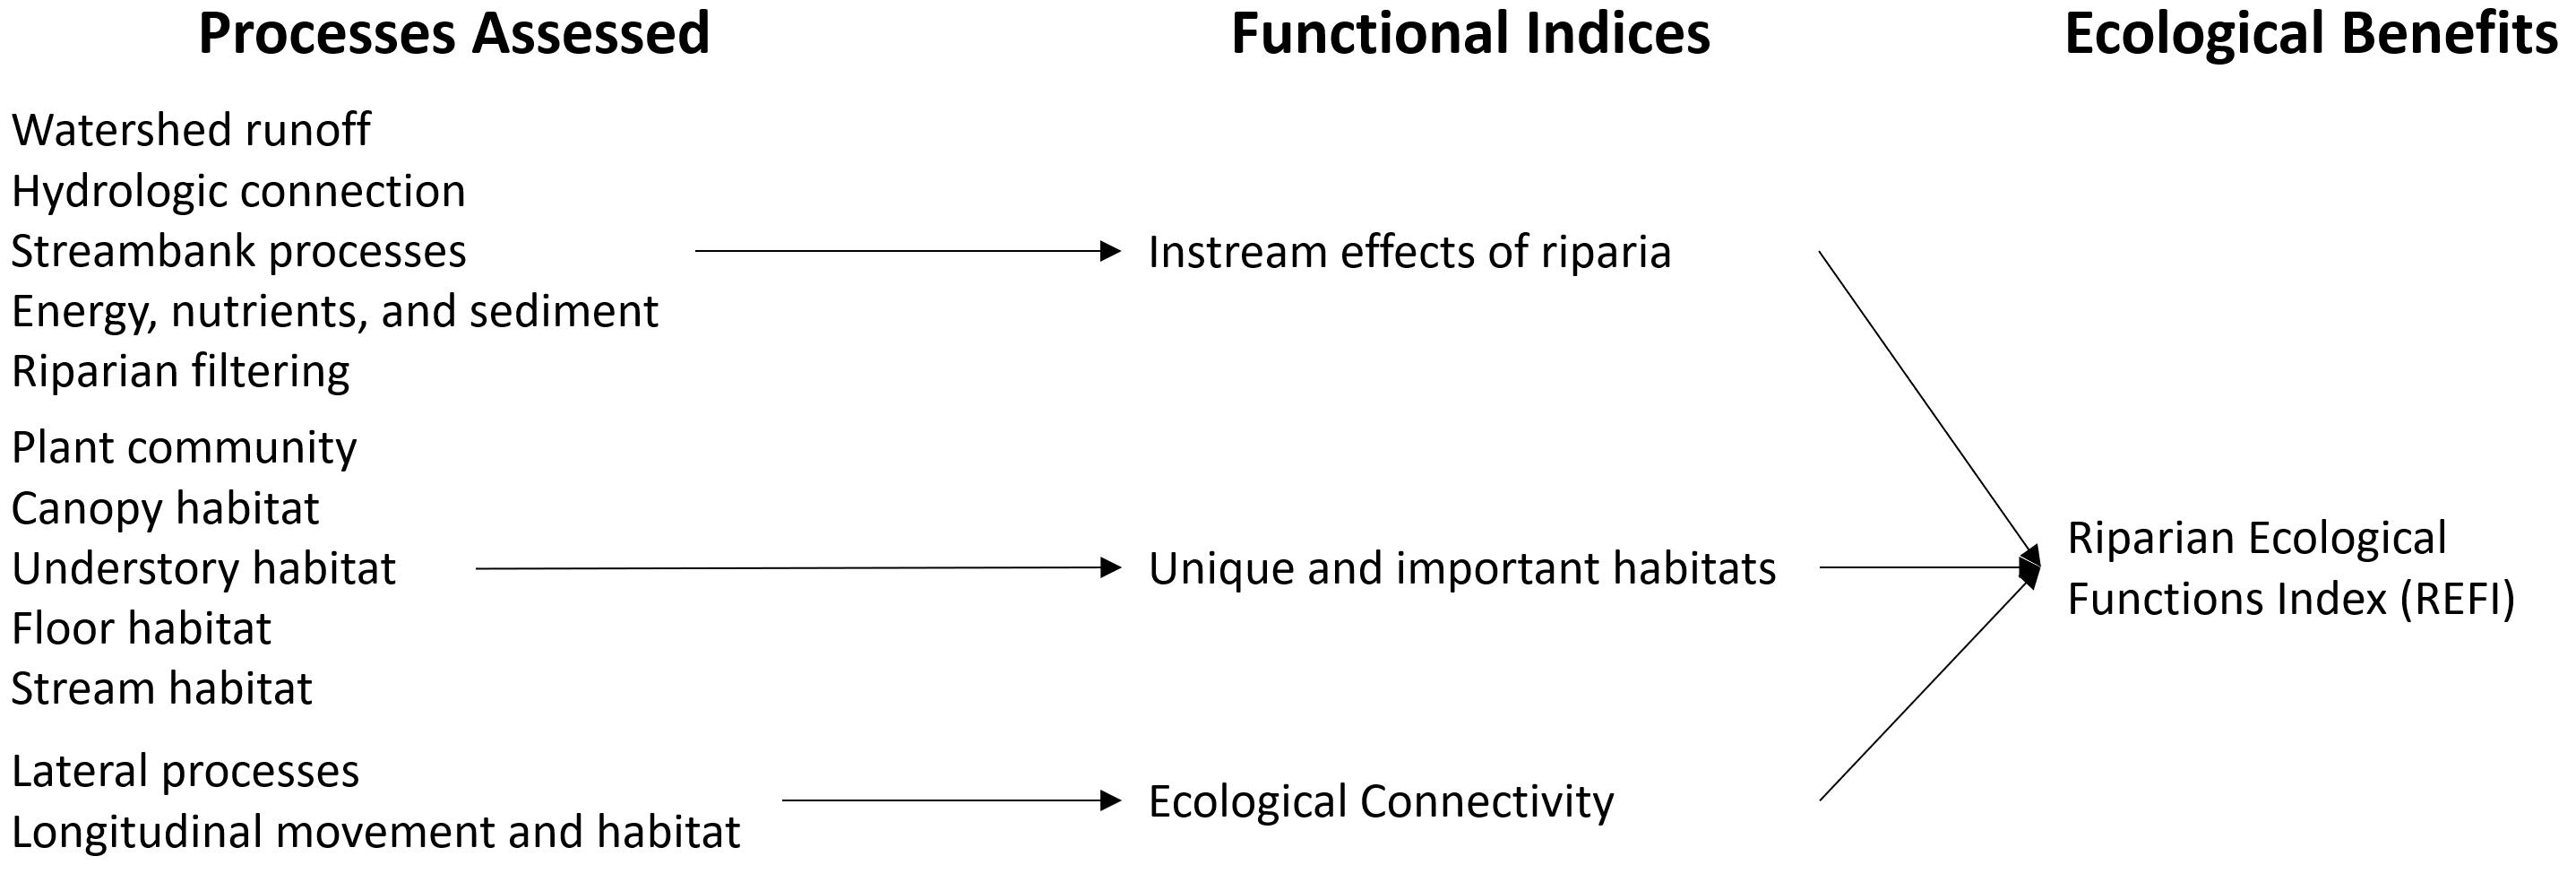 Processes Assessed
Functional Indices
Ecological Benefits
Watershed runoff
Hydrologic connection
Streambank processes
Energy, nutrients, and sediment
Riparian filtering
Instream effects of riparia
Plant community
Canopy habitat
Understory habitat
Floor habitat
Stream habitat
Unique and important habitats
Lateral processes
Longitudinal movement and habitat
Ecological Connectivity
Riparian Ecological
Functions Index (REFI)